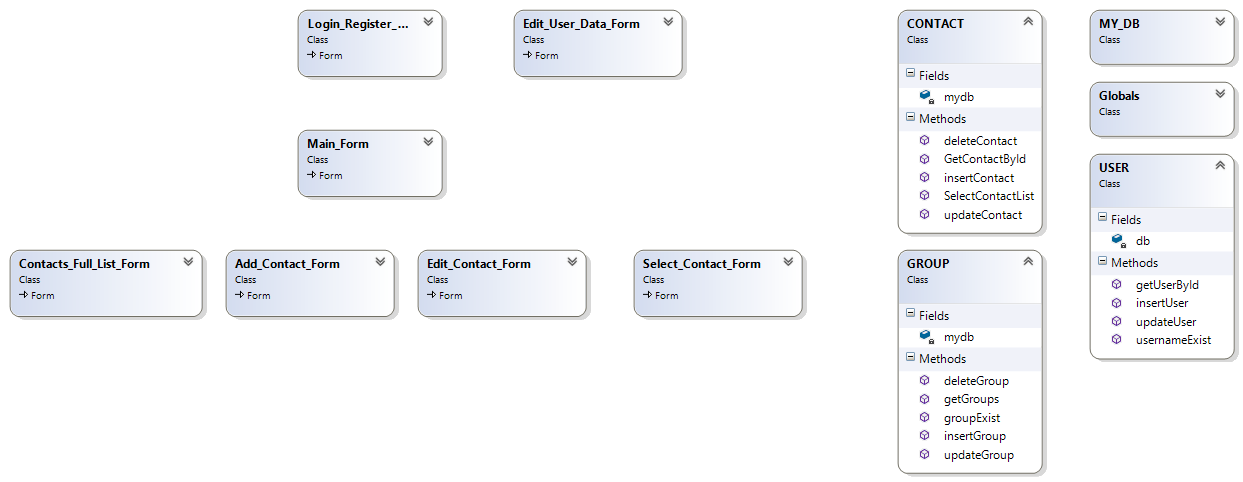 Login_Register_...
Class
Form
Edit_User_Data_Form
Class
Form
Main_Form
Class
Form
Contacts_Full_List_Form
Class
Form
Add_Contact_Form
Class
Form
Edit_Contact_Form
Class
Form
Select_Contact_Form
Class
Form
CONTACT
Class
Fields
mydb
Methods
deleteContact
GetContactById
insertContact
SelectContactList
updateContact
GROUP
Class
Fields
mydb
Methods
deleteGroup
getGroups
groupExist
insertGroup
updateGroup
MY_DB
Class
Globals
Class
USER
Class
Fields
db
Methods
getUserById
insertUser
updateUser
usernameExist